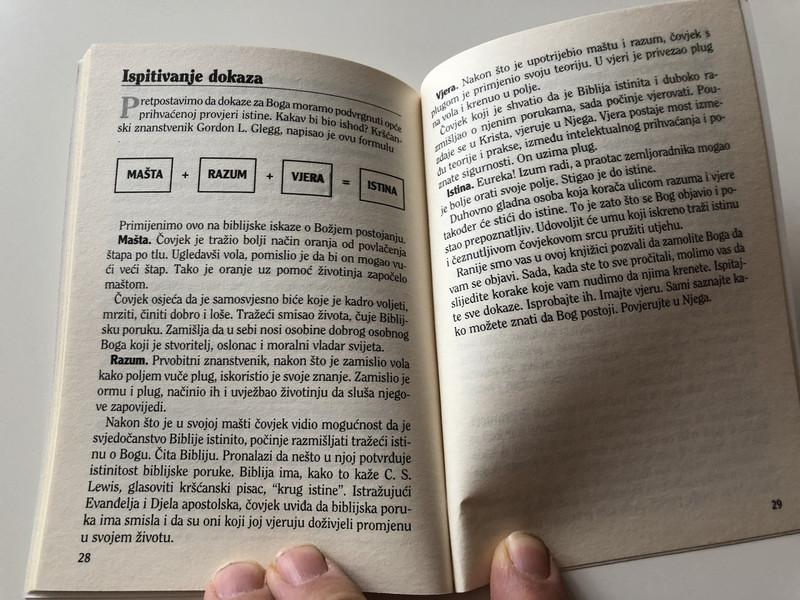 Ispitivanje dokaza
Pretpostavimo da dokaze za Boga moramo podvrgnuti opće
prihvaćenoj provjeri istine. Kakav bi bio ishod? Kršćan-
ski znanstvenik Gordon L. Glegg, napisao je ovu formulu
MAŠTA + RAZUM + VJERA = ISTINA
Primijenimo ovo na biblijske iskaze o Božjem postojanju.
Mašta. Čovjek je tražio bolji način oranja od povlačenja
štapa po tlu. Ugledavši vola, pomislio je da bi on mogao vu-
ći veći štap. Tako je oranje uz pomoć životinja započelo
maštom.
Čovjek osjeća da je samosvjesno biće koje je kadro voljeti,
mrziti, činiti dobro i loše. Tražeći smisao života, čuje Biblij-
sku poruku. Zamišlja da u sebi nosi osobine dobrog osobnog
Boga koji je stvoritelj, oslonac i moralni vladar svijeta.
Razum. Prvobitni znanstvenik, nakon što je zamislio vola
kako poljem vuče plug, iskoristio je svoje znanje. Zamislio je
ormu i plug, načinio ih i uvježbao životinju da sluša njego-
ve zapovijedi.
Nakon što je u svojoj mašti čovjek vidio mogućnost da je
svjedočanstvo Biblije istinito, počinje razmišljati tražeći isti-
nu o Bogu. Čita Bibliju. Pronalazi da nešto u njoj potvrđuje
istinitost biblijske poruke. Biblija ima, kako to kaže C. S.
Lewis, glasoviti kršćanski pisac, “krug istine”. Istražujući
Evanđelja i Djela apostolska, čovjek uviđa da biblijska poru-
ka ima smisla i da su oni koji joj vjeruju doživjeli promjenu
u svojem životu.
28
Vjera. Nakon što je upotrijebio maštu i razum, čovjek s
plugom je primjenio svoju teoriju. U vjeri je privezao plug
na vola i krenuo u polje.
Čovjek koji je shvatio da je Biblija istinita i duboko ra-
zmišljao o njenim porukama, sada počinje vjerovati. Pou-
zdaje se u Krista, vjeruje u Njega. Vjera postaje most izme-
đu teorije i prakse, između intelektualnog prihvaćanja i po-
znate sigurnosti. On uzima plug.
Istina. Eureka! Izum radi, a praotac zemljoradnika mogao
je bolje orati svoje polje. Stigao je do istine.
Duhovno gladna osoba koja korača ulicom razuma i vjere
također će stići do istine. To je zato što se Bog objavio i po-
stao prepoznatljiv. Udovoljit će umu koji iskreno traži istinu
i čeznutljivom čovjekovom srcu pružiti utjehu.
Ranije smo vas u ovoj knjižici pozvali da zamolite Boga da
vam se objavi. Sada, kada ste to sve pročitali, molimo vas da
slijedite korake koje vam nudimo da njima krenete. Ispitaj-
te sve dokaze. Isprobajte ih. Imajte vjeru. Sami saznajte ka-
ko možete znati da Bog postoji. Povjerujte u Njega.
29